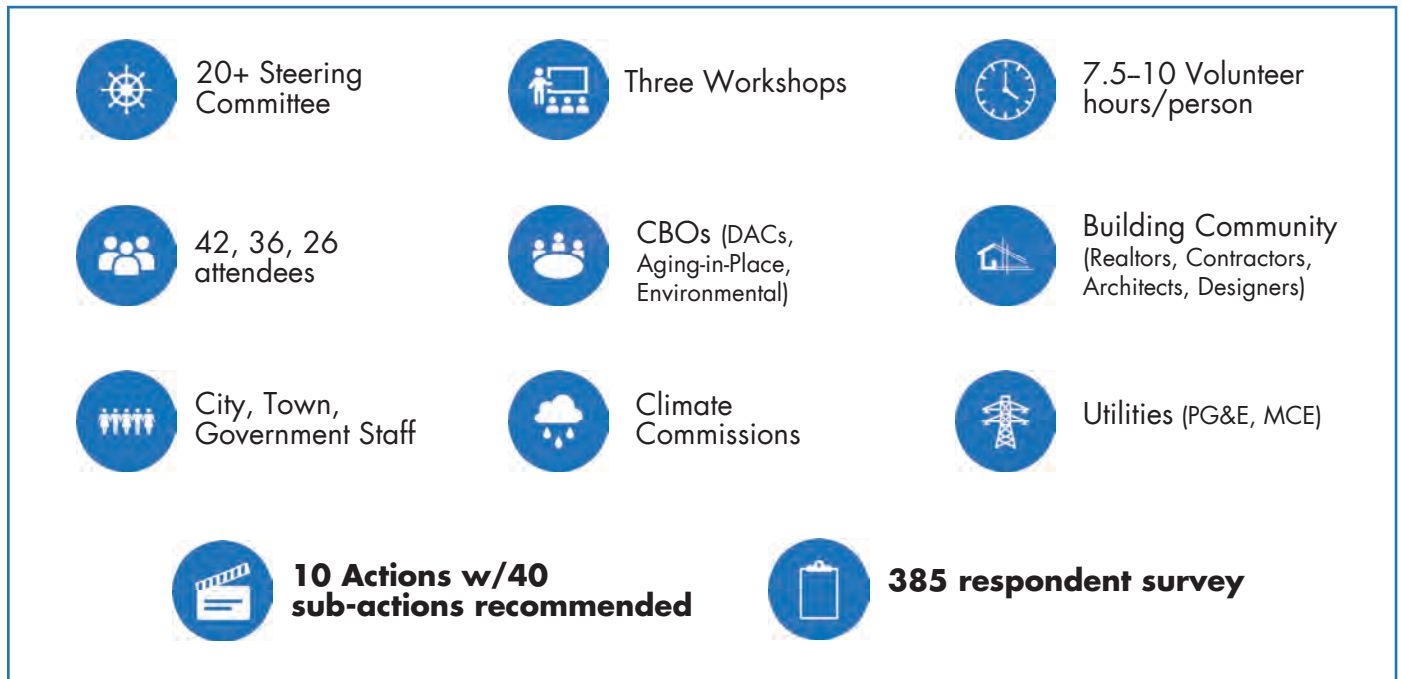 20+ Steering
Committee
Three Workshops
7.5–10 Volunteer
hours/person
42, 36, 26
attendees
CBOs (DACs,
Aging-in-Place,
Environmental)
Building Community
(Realtors, Contractors,
Architects, Designers)
City, Town,
Government Staff
Climate
Commissions
Utilities (PG&E, MCE)
10 Actions w/40
sub-actions recommended
385 respondent survey